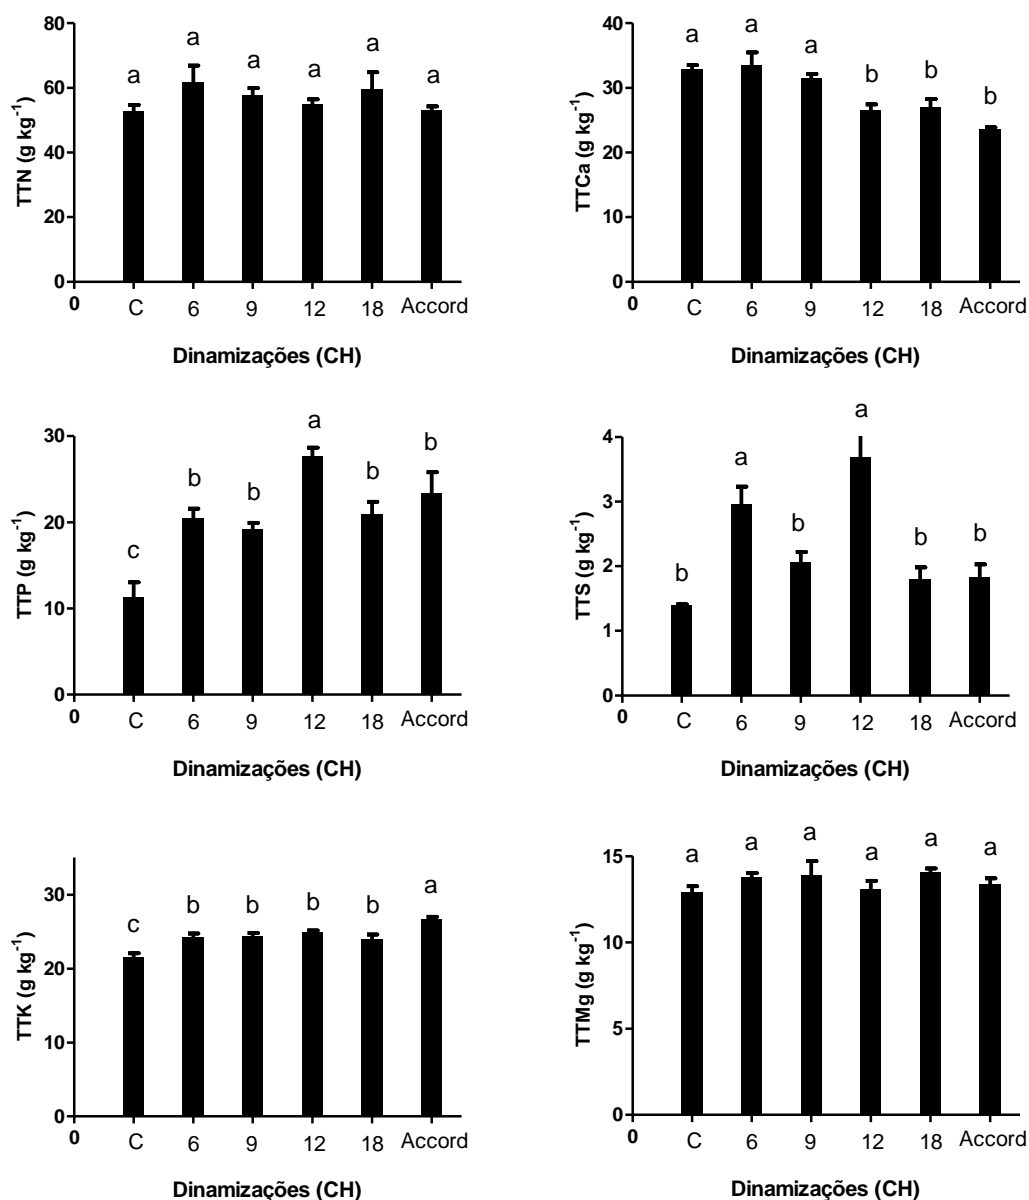 a a a a a a
TTN (g kg-1)
80
60
40
20
0
0 C 6 9 12 18 Accord
Dinamizações (CH)
a a a b b b
TTCa (g kg-1)
40
30
20
10
0
0 C 6 9 12 18 Accord
Dinamizações (CH)
c b b a b b
TTP (g kg-1)
30
20
10
0
0 C 6 9 12 18 Accord
Dinamizações (CH)
b a b a b b
TTS (g kg-1)
4
3
2
1
0
0 C 6 9 12 18 Accord
Dinamizações (CH)
c b b b b a
TTK (g kg-1)
30
20
10
0
0 C 6 9 12 18 Accord
Dinamizações (CH)
a a a a a a
TTMg (g kg-1)
15
10
5
0
0 C 6 9 12 18 Accord
Dinamizações (CH)